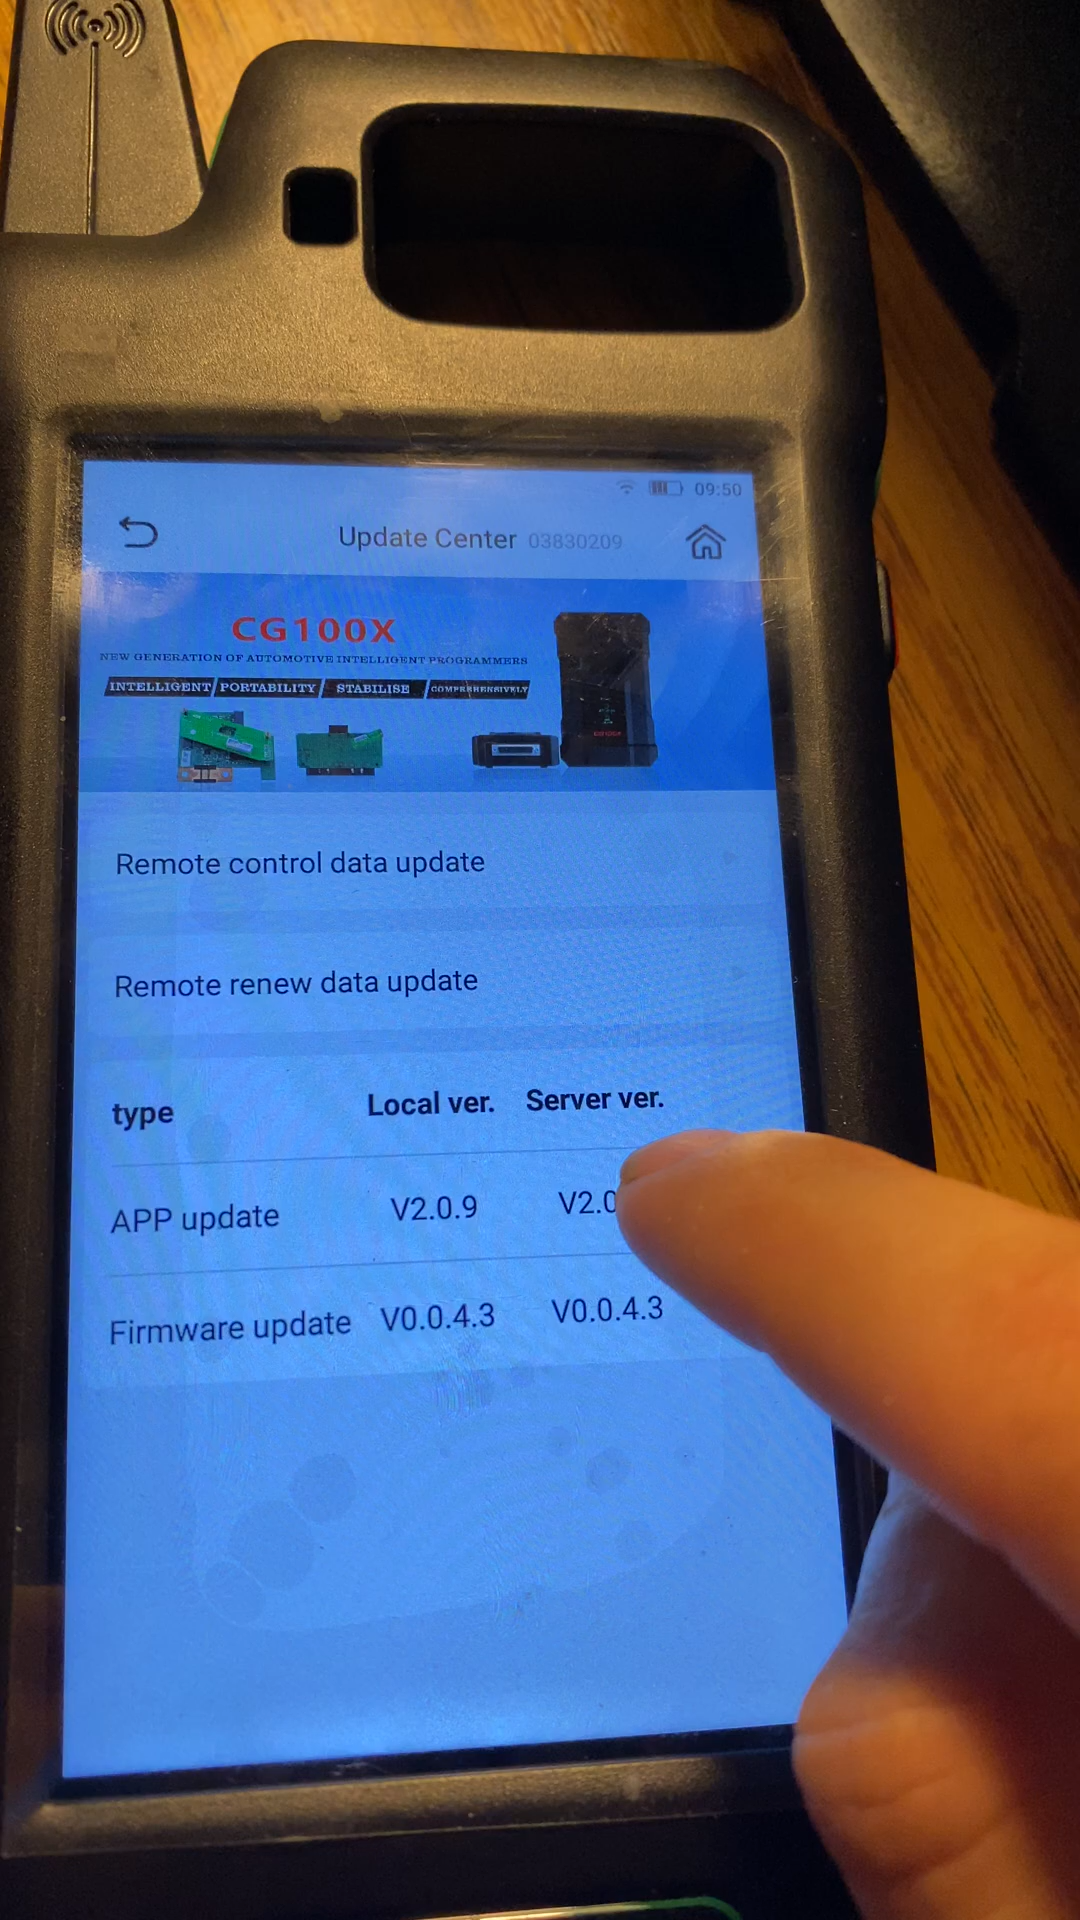 09:50
Update Center 03830209
CG100X
NEW GENERATION OF AUTOMOTIVE INTELLIGENT PROGRAMMERS
INTELLIGENT PORTABILITY STABILISE COMPREHENSIVELY
Remote control data update
Remote renew data update
type Local ver. Server ver.
APP update V2.0.9 V2.0
Firmware update V0.0.4.3 V0.0.4.3